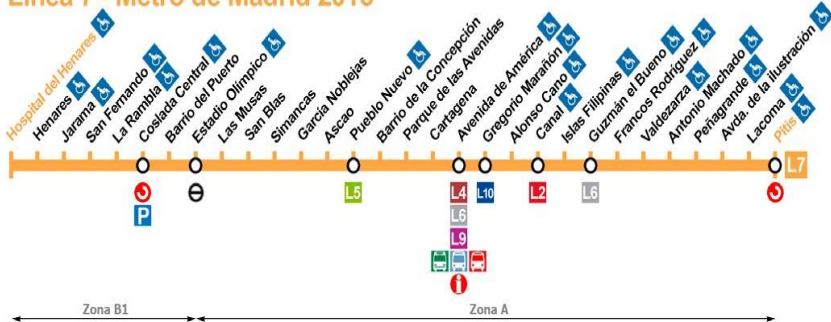 Línea 7 - Metro de Madrid 2010
Hospital del Henares
Henares
Jarama
San Fernando
La Rambla
Coslada Central
Barrio del Puerto
Estadio Olímpico
Las Musas
San Blas
Simancas
García Noblejas
Ascao
Pueblo Nuevo
Barrio de la Concepción
Parque de las Avenidas
Cartagena
Avenida de América
Gregorio Marañón
Alonso Cano
Canal
Islas Filipinas
Guzmán el Bueno
Francos Rodríguez
Valdezarza
Antonio Machado
Peñagrande
Avda. de la ilustración
Lacoma
Pitis
L7
P
L5
L4
L6
L9
L10
L2
L6
i
Zona B1
Zona A